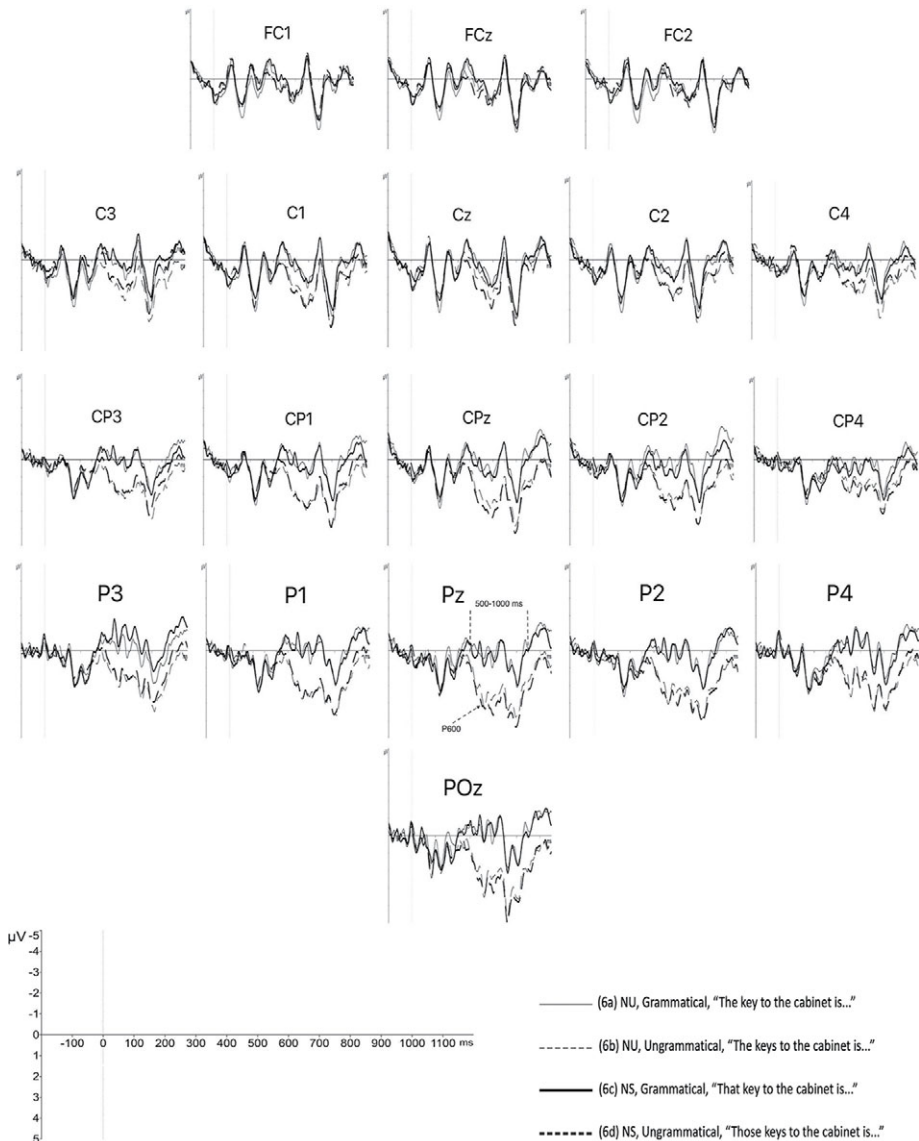 FC1 FCz FC2
C3 C1 Cz C2 C4
CP3 CP1 CPz CP2 CP4
P3 P1 Pz P2 P4
500-1000 ms
P600
POz
µV -5
-4
-3
-2
-1
0
-100 0 100 200 300 400 500 600 700 800 900 1000 1100 ms
1
2
3
4
5
(6a) NU, Grammatical, “The key to the cabinet is...”
(6b) NU, Ungrammatical, “The keys to the cabinet is...”
(6c) NS, Grammatical, “That key to the cabinet is...”
(6d) NS, Ungrammatical, “Those keys to the cabinet is...”